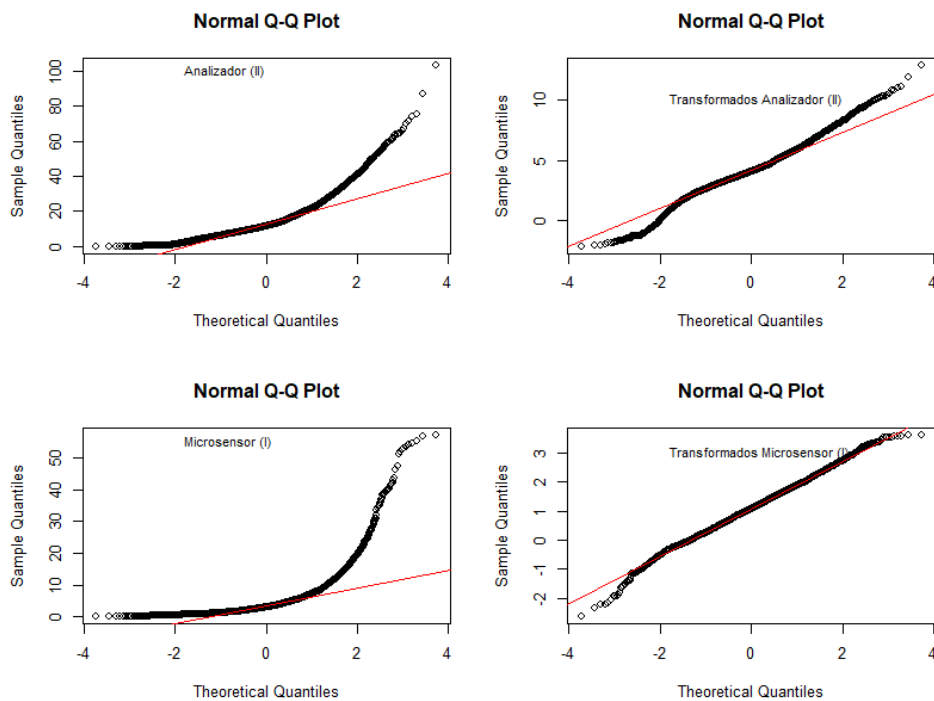 Normal Q-Q Plot
Analizador (II)
Sample Quantiles
0 20 40 60 80 100
-4 -2 0 2 4
Theoretical Quantiles
Normal Q-Q Plot
Transformados Analizador (II)
Sample Quantiles
0 5 10
-4 -2 0 2 4
Theoretical Quantiles
Normal Q-Q Plot
Microsensor (I)
Sample Quantiles
0 10 20 30 40 50
-4 -2 0 2 4
Theoretical Quantiles
Normal Q-Q Plot
Transformados Microsensor (I)
Sample Quantiles
-2 -1 0 1 2 3
-4 -2 0 2 4
Theoretical Quantiles